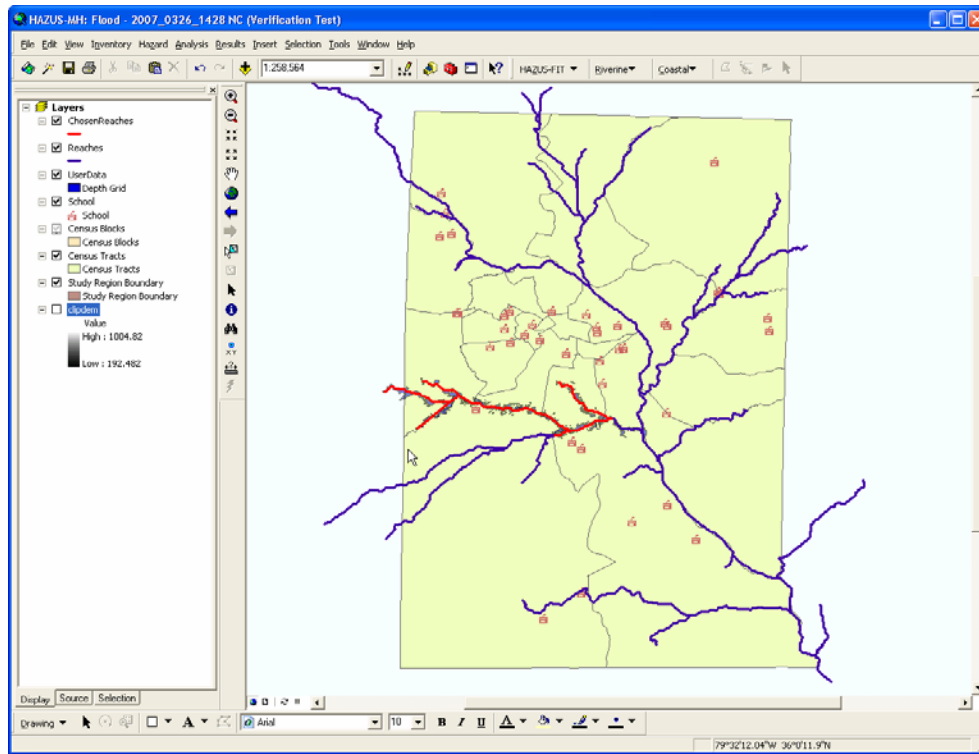 HAZUS-MH: Flood - 2007_0326_1428 NC (Verification Test)
File Edit View Inventory Hazard Analysis Results Insert Selection Tools Window Help
1:258,564 HAZUS-FIT Riverine Coastal
Layers
ChosenReaches
Reaches
UserData
Depth Grid
School
School
Census Blocks
Census Blocks
Census Tracts
Census Tracts
Study Region Boundary
Study Region Boundary
clipdem
Value
High : 1004.82
Low : 192.482
XY
Display Source Selection
Drawing A Arial 10 B I U A
79°32'12.04"W 36°0'11.9"N